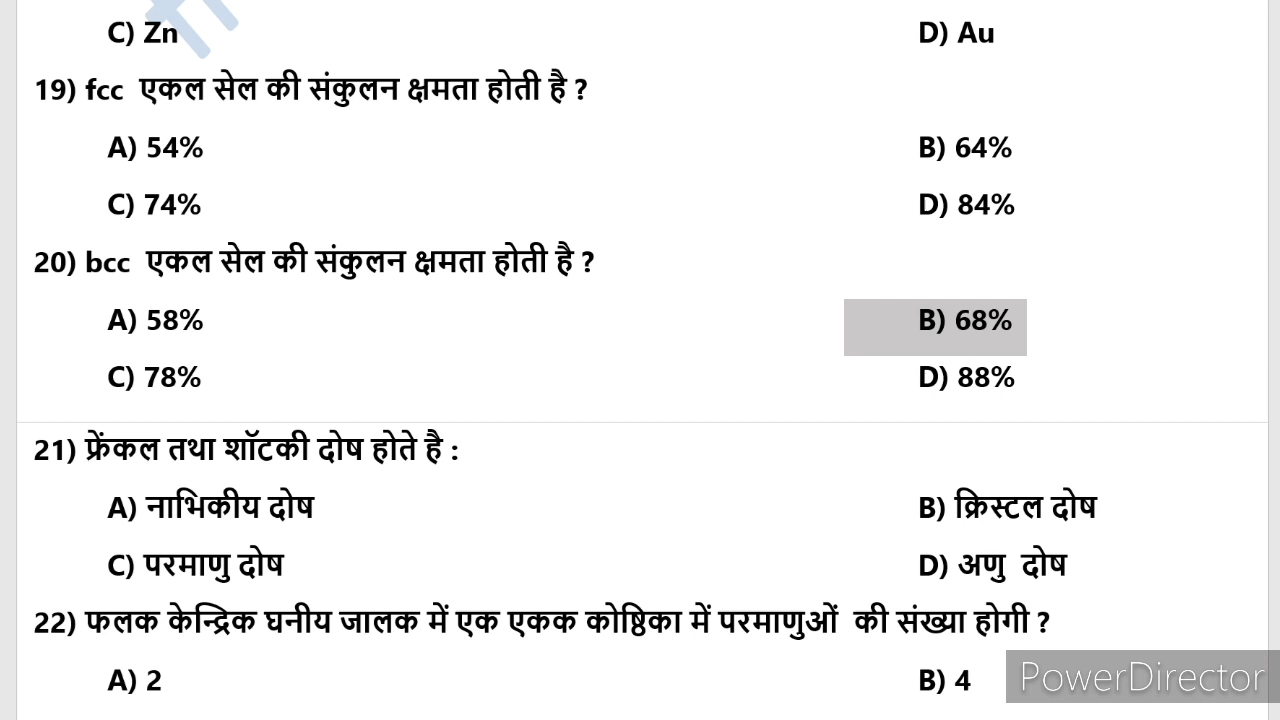 C) Zn D) Au
19) fcc एकल सेल की संकुलन क्षमता होती है ?
A) 54% B) 64%
C) 74% D) 84%
20) bcc एकल सेल की संकुलन क्षमता होती है ?
A) 58% B) 68%
C) 78% D) 88%
21) फ्रेंकल तथा शॉटकी दोष होते है :
A) नाभिकीय दोष B) क्रिस्टल दोष
C) परमाणु दोष D) अणु दोष
22) फलक केन्द्रिक घनीय जालक में एक एकक कोष्ठिका में परमाणुओं की संख्या होगी ?
A) 2 B) 4
PowerDirector